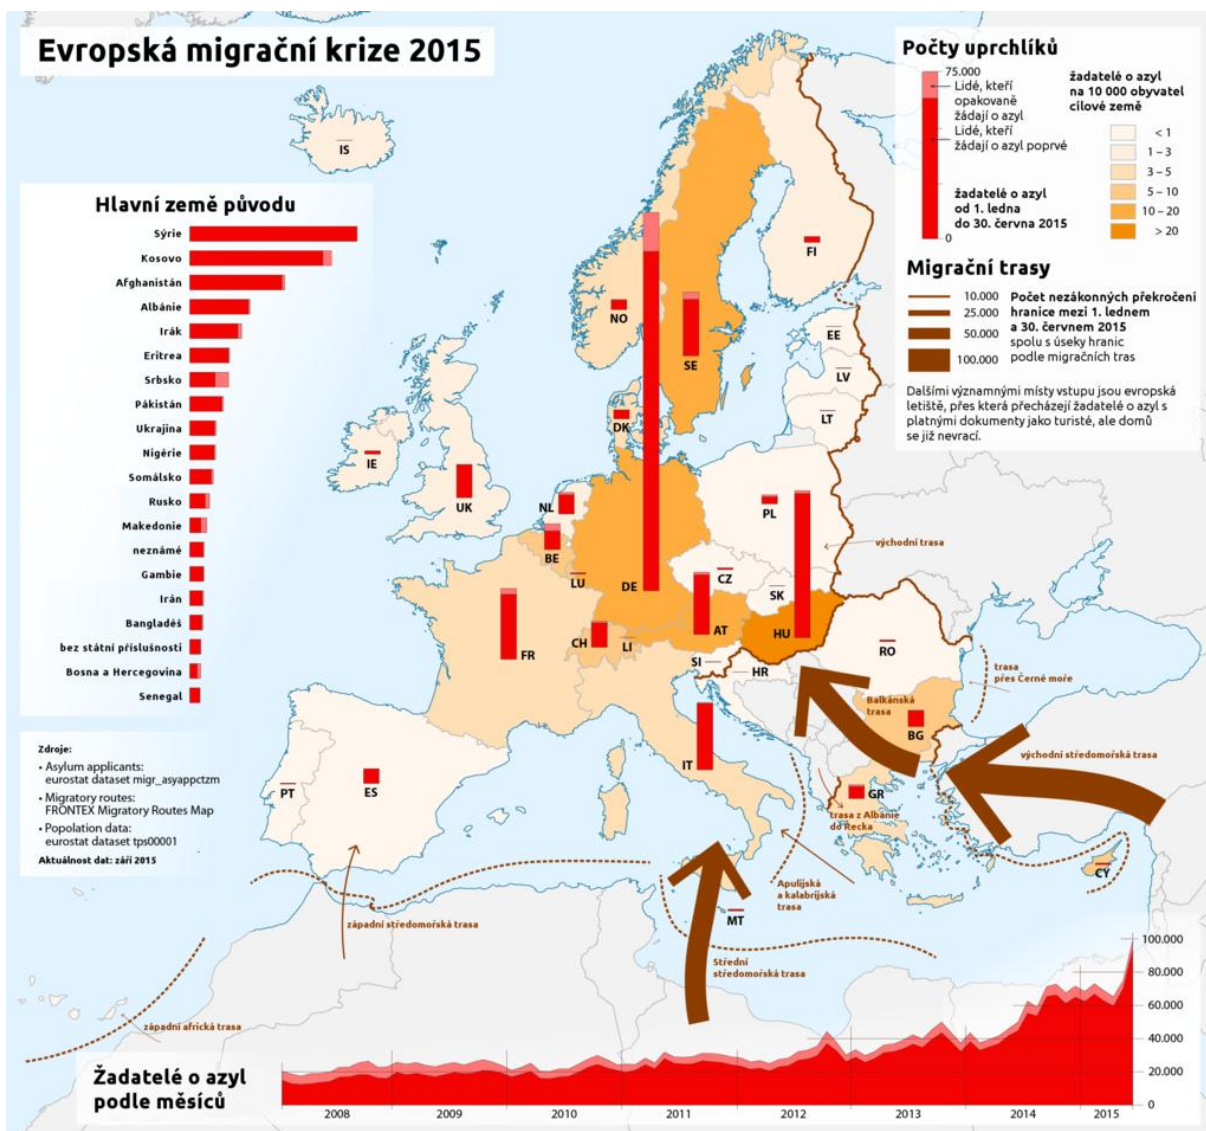 Evropská migrační krize 2015
Počty uprchlíků
75.000
Lidé, kteří
opakovaně
žádají o azyl
Lidé, kteří
žádají o azyl poprvé
žadatelé o azyl
od 1. ledna
do 30. června 2015
0
žadatelé o azyl
na 10 000 obyvatel
cílové země
< 1
1 – 3
3 – 5
5 – 10
10 – 20
> 20
Migrační trasy
10.000
25.000
50.000
100.000
Počet nezákonných překročení
hranice mezi 1. lednem
a 30. červnem 2015
spolu s úseky hranic
podle migračních tras
Dalšími významnými místy vstupu jsou evropská
letiště, přes která přecházejí žadatelé o azyl s
platnými dokumenty jako turisté, ale domů
se již nevrací.
Hlavní země původu
Sýrie
Kosovo
Afghanistán
Albánie
Irák
Eritrea
Srbsko
Pákistán
Ukrajina
Nigérie
Somálsko
Rusko
Makedonie
neznámé
Gambie
Irán
Bangladéš
bez státní příslušnosti
Bosna a Hercegovina
Senegal
Zdroje:
• Asylum applicants:
eurostat dataset migr_asyappctzm
• Migratory routes:
FRONTEX Migratory Routes Map
• Popolation data:
eurostat dataset tps00001
Aktuálnost dat: září 2015
IS
FI
NO
SE
EE
LV
LT
DK
IE
UK
NL
PL
BE
LU
DE
CZ
SK
FR
CH
LI
AT
HU
RO
SI
HR
BG
IT
PT
ES
GR
CY
MT
východní trasa
trasa
přes Černé moře
Balkánská
trasa
východní středomořská trasa
trasa z Albánie
do Řecka
Apulijská
a kalabrijská
trasa
západní středomořská trasa
Střední
středomořská trasa
západní africká trasa
Žadatelé o azyl
podle měsíců
100.000
80.000
60.000
40.000
20.000
0
2008
2009
2010
2011
2012
2013
2014
2015